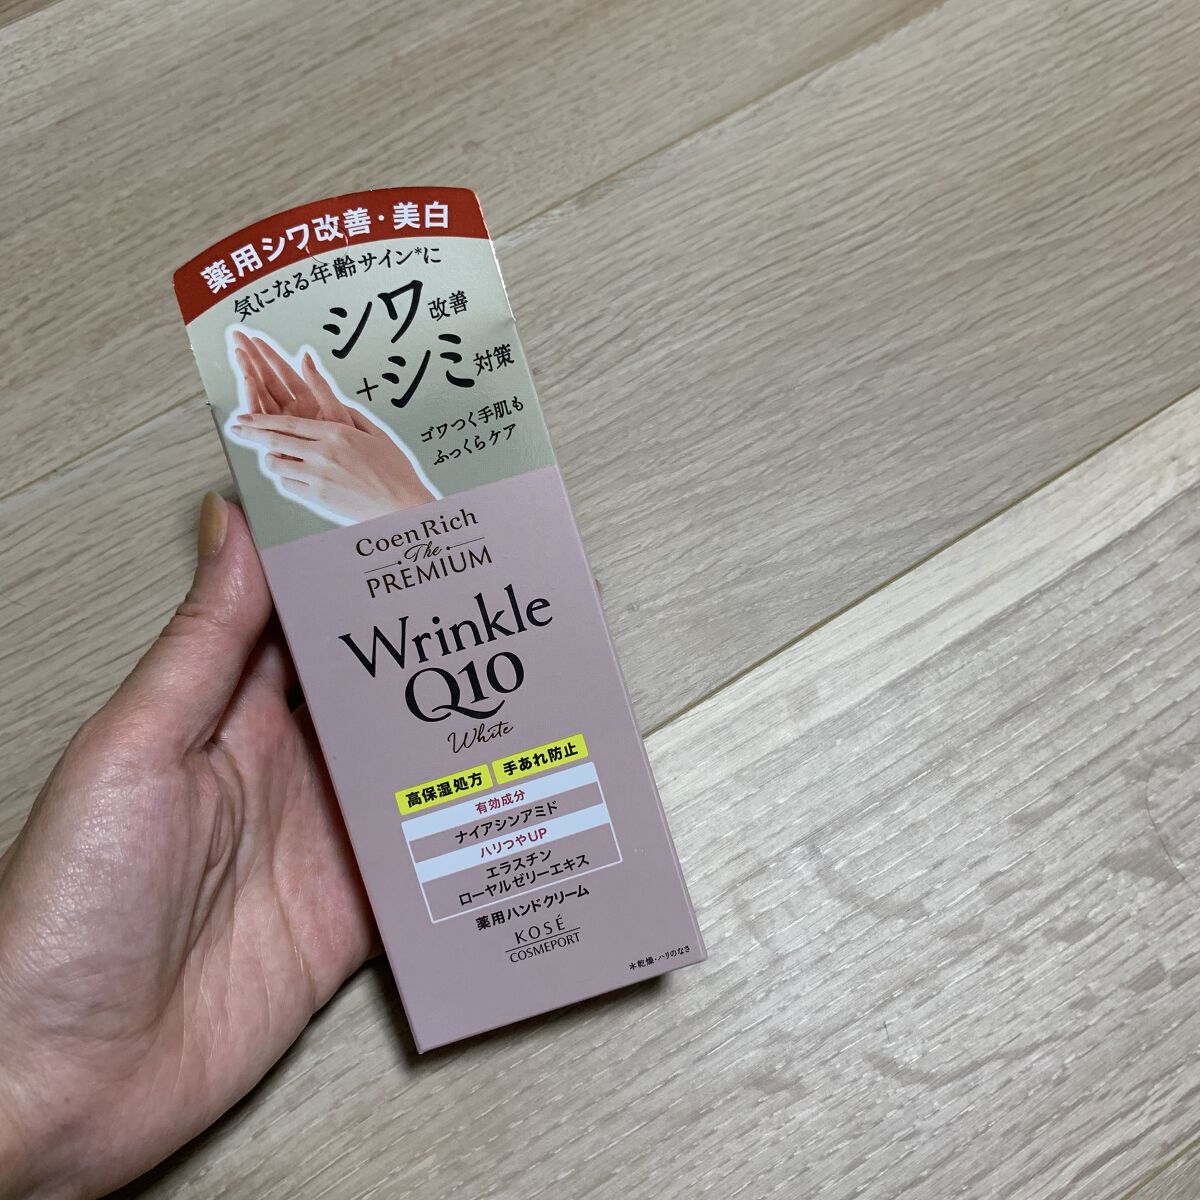 薬用シワ改善・美白
気になる年齢サイン*に
シワ改善
+シミ対策
ゴワつく手肌も
ふっくらケア
CoenRich
The
PREMIUM
Wrinkle
Q10
White
高保湿処方 手あれ防止
有効成分
ナイアシンアミド
ハリつやUP
エラスチン
ローヤルゼリーエキス
薬用ハンドクリーム
KOSÉ
COSMEPORT
*乾燥・ハリのなさ